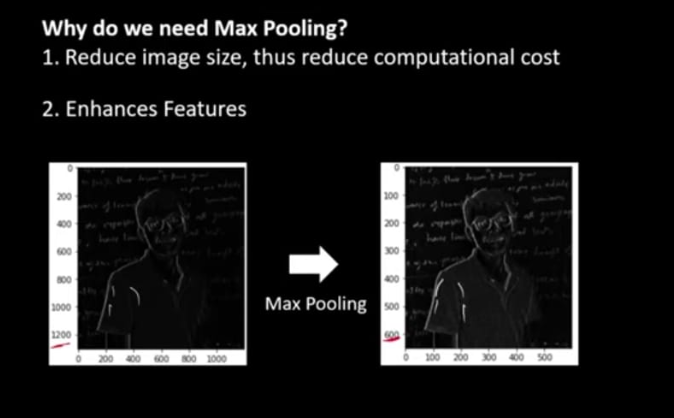 Why do we need Max Pooling?
1. Reduce image size, thus reduce computational cost
2. Enhances Features
0
200
400
600
800
1000
1200
0 200 400 600 800 1000
Max Pooling
0
100
200
300
400
500
600
0 100 200 300 400 500